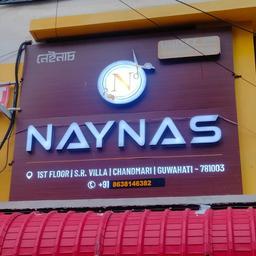 নেইনাচ
N
NAYNAS
1ST FLOOR | S.R. VILLA | CHANDMARI | GUWAHATI - 781003
+91 8638146382